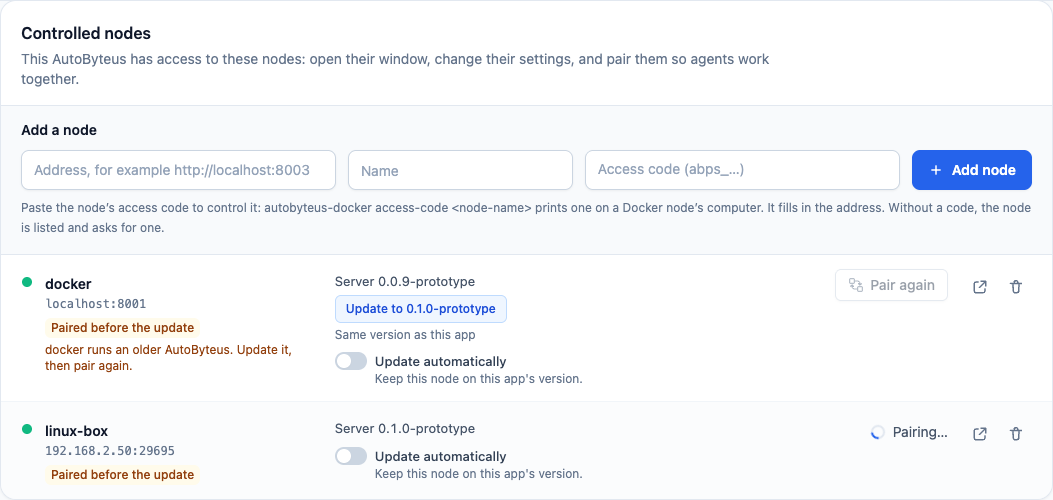 Controlled nodes
This AutoByteus has access to these nodes: open their window, change their settings, and pair them so agents work
together.
Add a node
Address, for example http://localhost:8003
Name
Access code (abps_...)
+ Add node
Paste the node's access code to control it: autobyteus-docker access-code <node-name> prints one on a Docker node's computer. It fills in the address. Without a code, the node
is listed and asks for one.
docker
localhost:8001
Paired before the update
docker runs an older AutoByteus. Update it,
then pair again.
Server 0.0.9-prototype
Update to 0.1.0-prototype
Same version as this app
Update automatically
Keep this node on this app's version.
Pair again
linux-box
192.168.2.50:29695
Paired before the update
Server 0.1.0-prototype
Update automatically
Keep this node on this app's version.
Pairing...